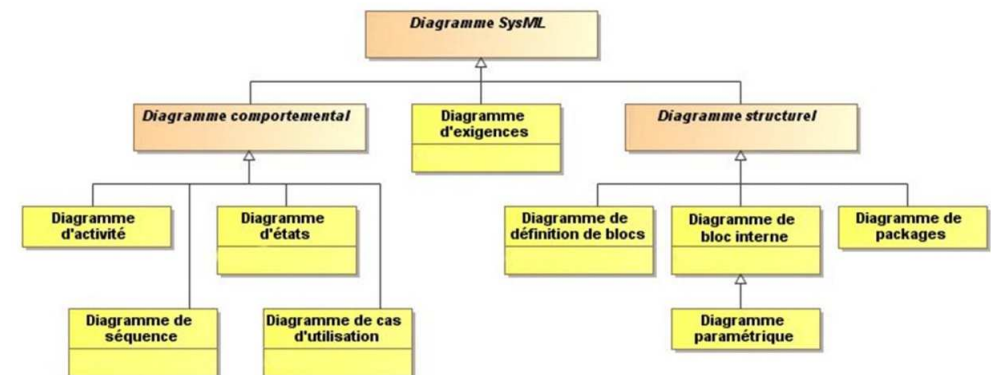 Diagramme SysML
Diagramme comportemental
Diagramme
d'exigences
Diagramme structurel
Diagramme
d'activité
Diagramme
d'états
Diagramme de
définition de blocs
Diagramme de
bloc interne
Diagramme de
packages
Diagramme de
séquence
Diagramme de cas
d'utilisation
Diagramme
paramétrique